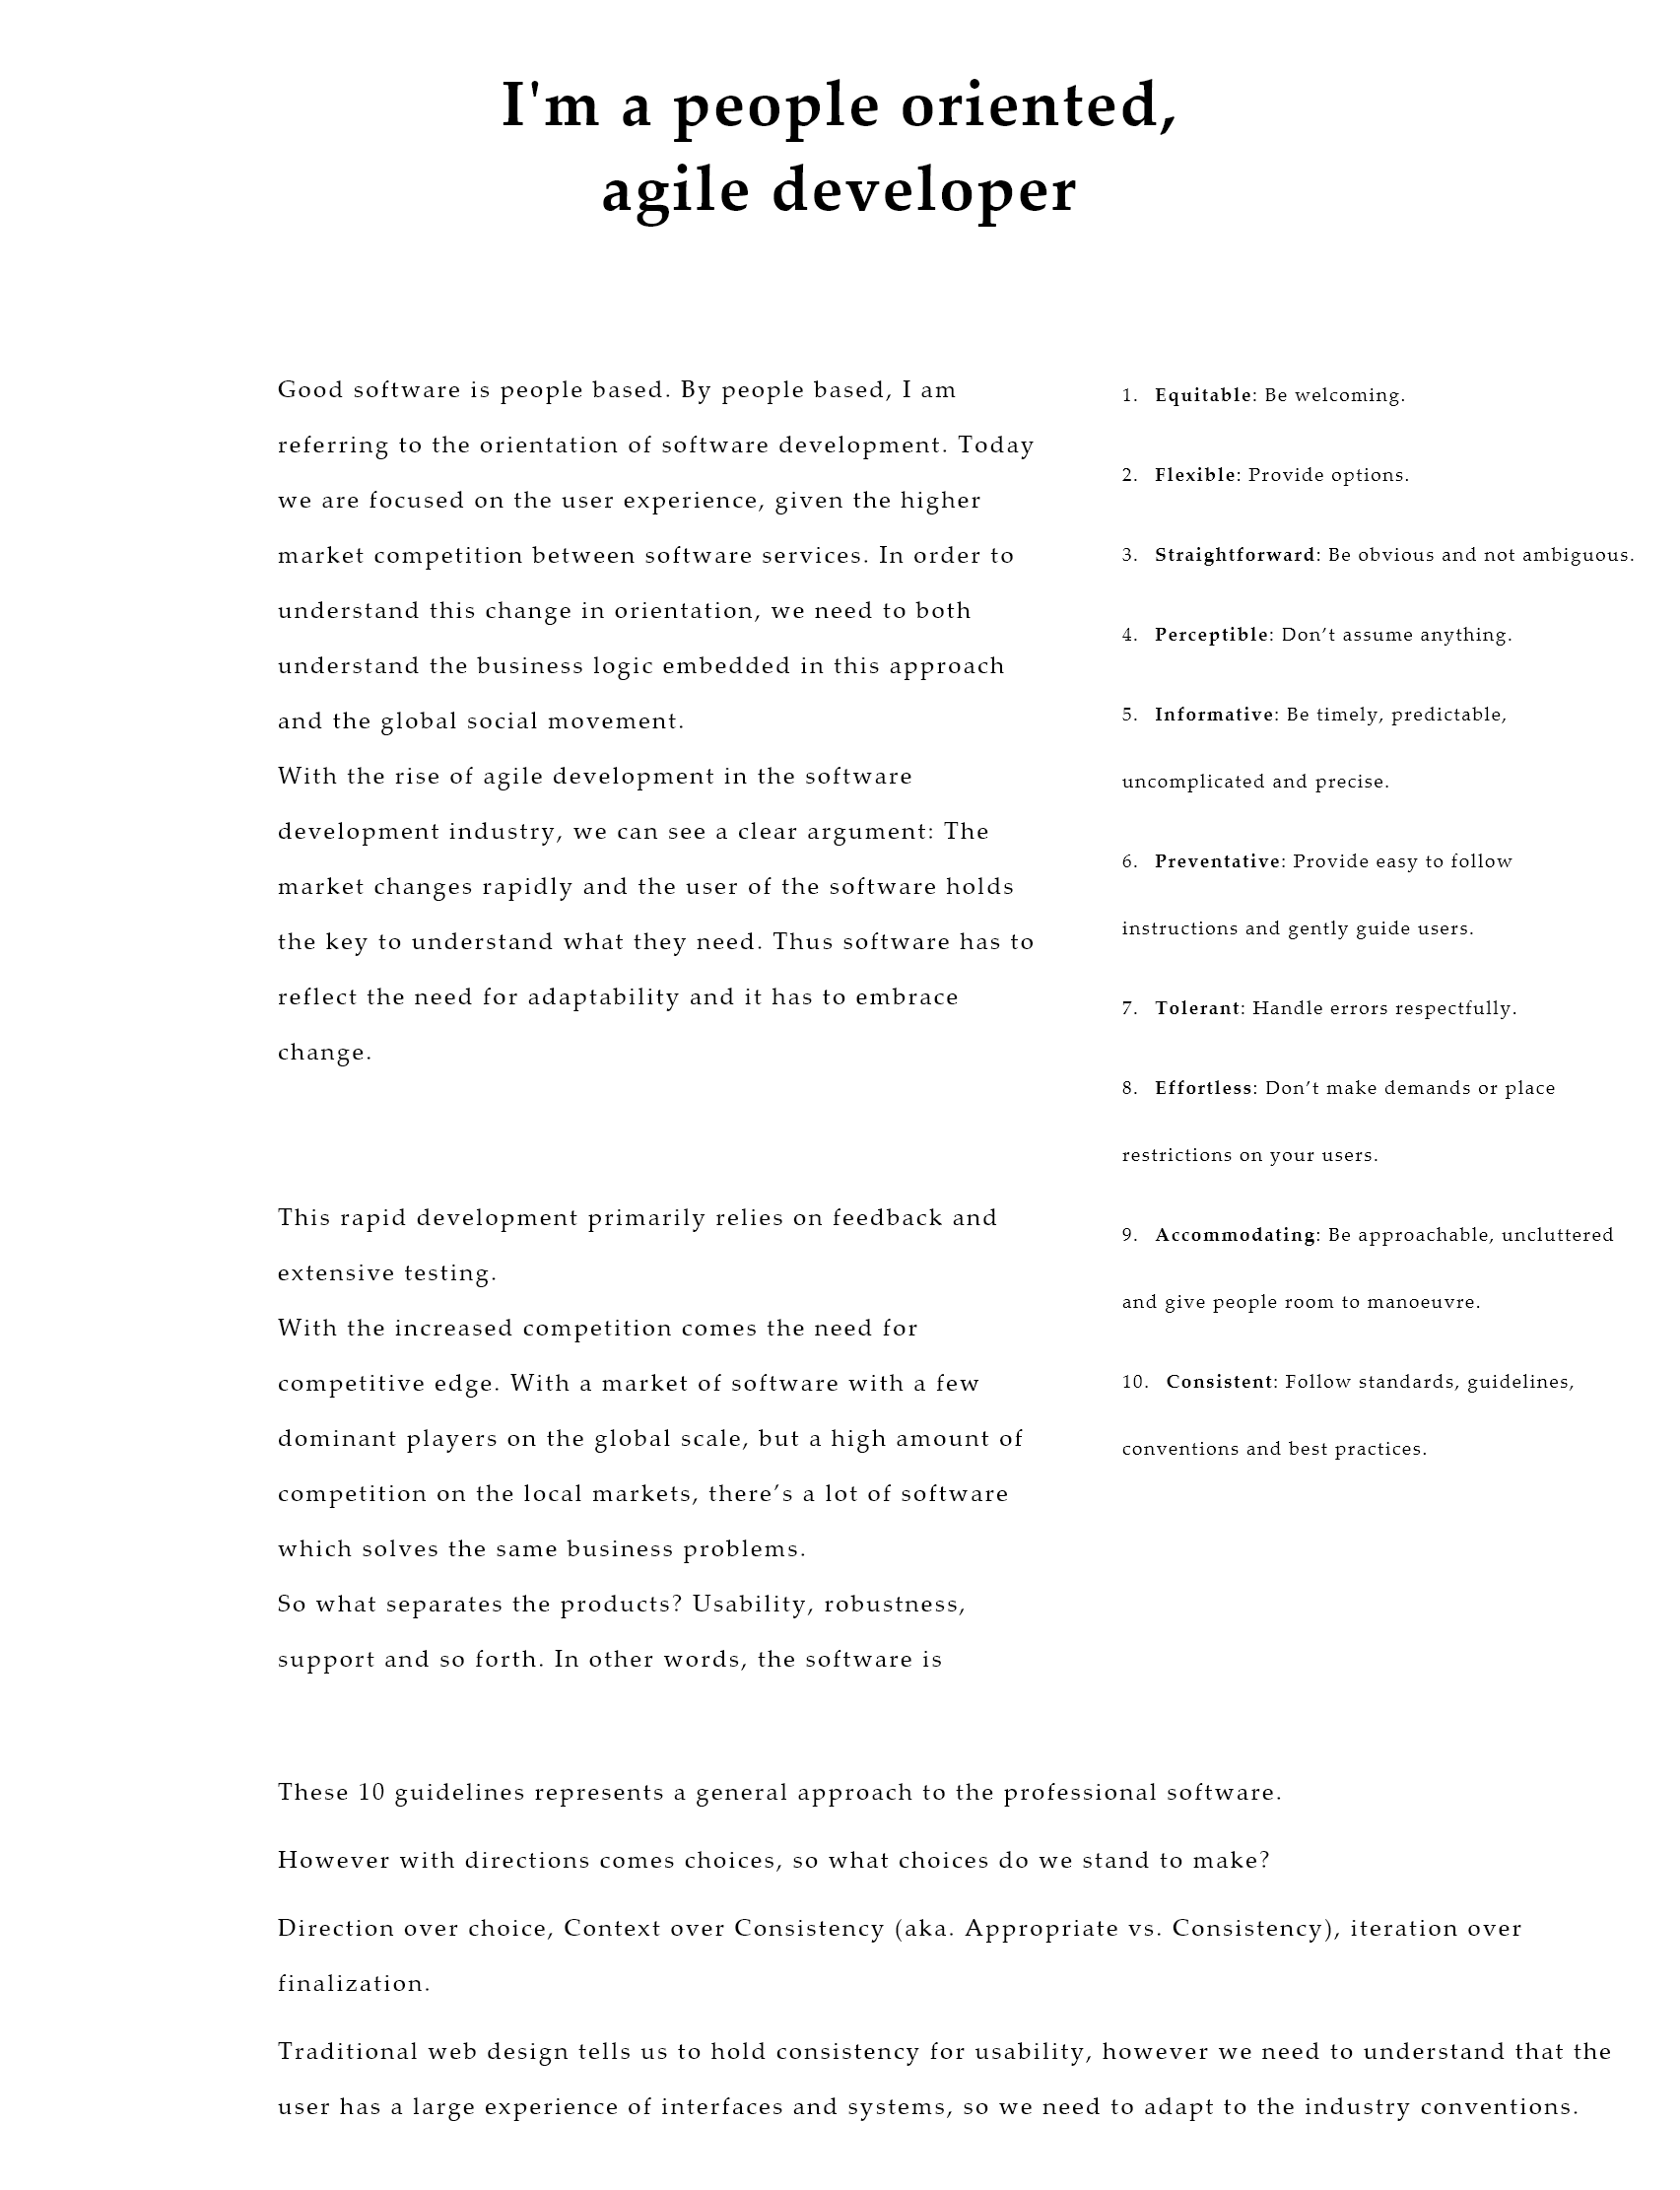 I'm a people oriented,
agile developer
Good software is people based. By people based, I am
referring to the orientation of software development. Today
we are focused on the user experience, given the higher
market competition between software services. In order to
understand this change in orientation, we need to both
understand the business logic embedded in this approach
and the global social movement.
With the rise of agile development in the software
development industry, we can see a clear argument: The
market changes rapidly and the user of the software holds
the key to understand what they need. Thus software has to
reflect the need for adaptability and it has to embrace
change.
This rapid development primarily relies on feedback and
extensive testing.
With the increased competition comes the need for
competitive edge. With a market of software with a few
dominant players on the global scale, but a high amount of
competition on the local markets, there’s a lot of software
which solves the same business problems.
So what separates the products? Usability, robustness,
support and so forth. In other words, the software is
1. Equitable: Be welcoming.
2. Flexible: Provide options.
3. Straightforward: Be obvious and not ambiguous.
4. Perceptible: Don’t assume anything.
5. Informative: Be timely, predictable,
uncomplicated and precise.
6. Preventative: Provide easy to follow
instructions and gently guide users.
7. Tolerant: Handle errors respectfully.
8. Effortless: Don’t make demands or place
restrictions on your users.
9. Accommodating: Be approachable, uncluttered
and give people room to manoeuvre.
10. Consistent: Follow standards, guidelines,
conventions and best practices.
These 10 guidelines represents a general approach to the professional software.
However with directions comes choices, so what choices do we stand to make?
Direction over choice, Context over Consistency (aka. Appropriate vs. Consistency), iteration over
finalization.
Traditional web design tells us to hold consistency for usability, however we need to understand that the
user has a large experience of interfaces and systems, so we need to adapt to the industry conventions.